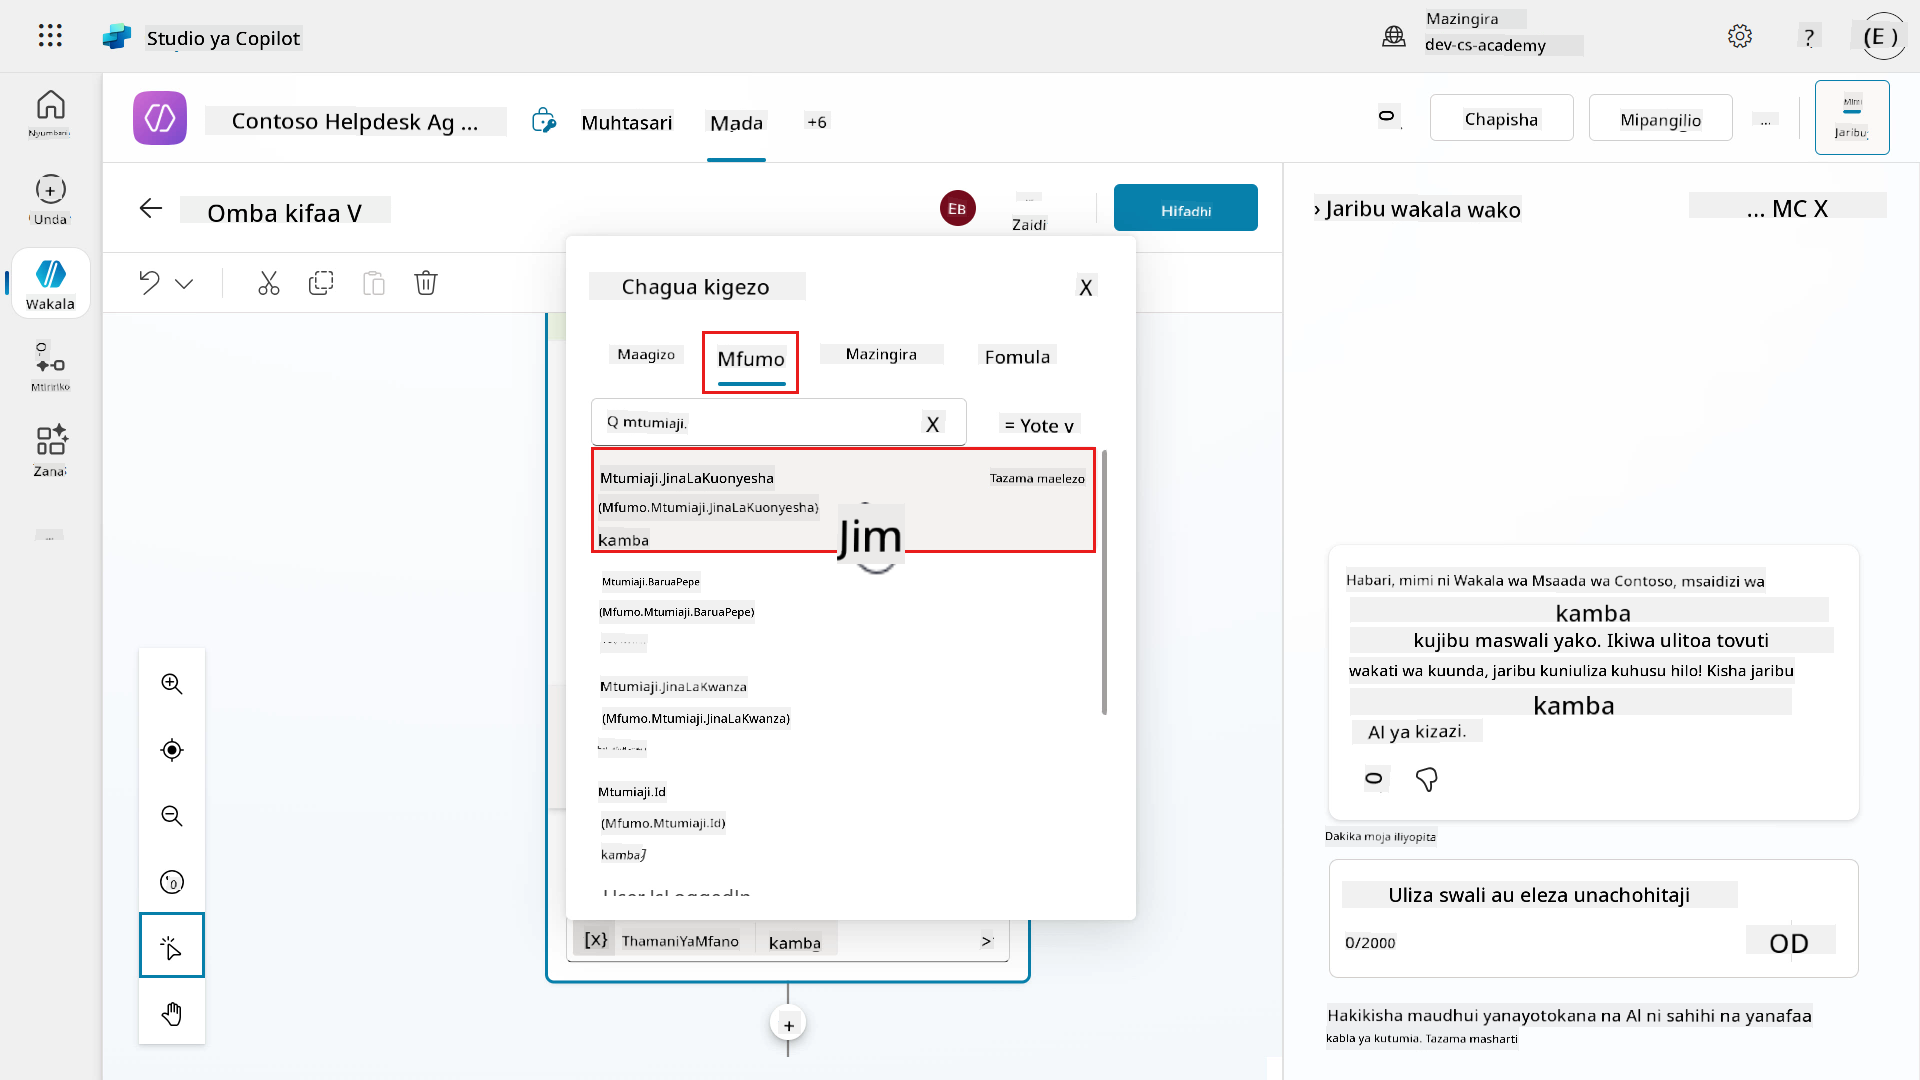 Studio ya Copilot
Mazingira
dev-cs-academy
?
(E )
Nyumbani
Unda
Wakala
Mtiririko
Zana
...
Contoso Helpdesk Ag ...
Muhtasari
Mada
+6
Chapisha
Mipangilio
...
Jaribu
Omba kifaa V
EB
...
Zaidi
Hifadhi
Chagua kigezo
X
Maagizo
Mfumo
Mazingira
Fomula
Q mtumiaji.
X
= Yote v
Mtumiaji.JinaLaKuonyesha
Tazama maelezo
(Mfumo.Mtumiaji.JinaLaKuonyesha)
kamba
Jim
Mtumiaji.BaruaPepe
(Mfumo.Mtumiaji.BaruaPepe)
Mtumiaji.JinaLaKwanza
(Mfumo.Mtumiaji.JinaLaKwanza)
Mtumiaji.Id
(Mfumo.Mtumiaji.Id)
kamba
[x} ThamaniYaMfano kamba >
+
› Jaribu wakala wako
... MC X
Habari, mimi ni Wakala wa Msaada wa Contoso, msaidizi wa
kamba
kujibu maswali yako. Ikiwa ulitoa tovuti
wakati wa kuunda, jaribu kuniuliza kuhusu hilo! Kisha jaribu
kamba
AI ya kizazi.
Dakika moja iliyopita
Uliza swali au eleza unachohitaji
0/2000
OD
Hakikisha maudhui yanayotokana na AI ni sahihi na yanafaa
kabla ya kutumia. Tazama masharti